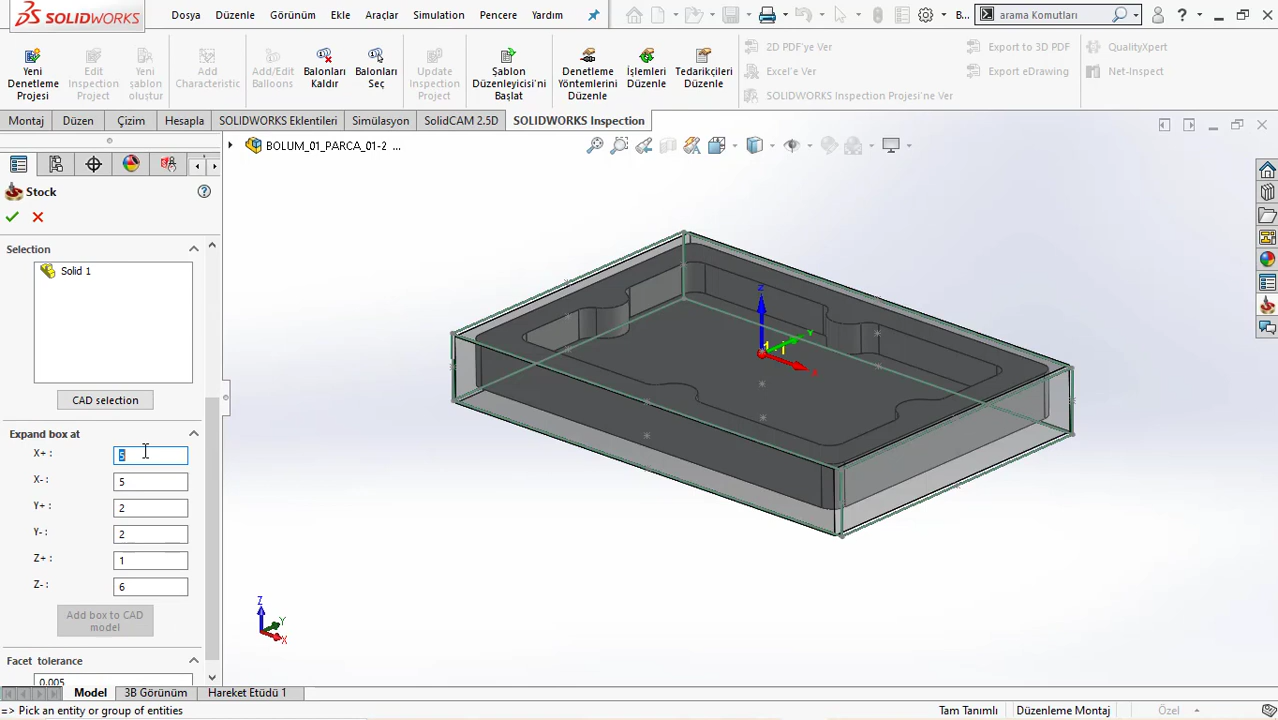 SOLIDWORKS
Dosya Düzenle Görünüm Ekle Araçlar Simulation Pencere Yardım
B...
arama Komutları
?
Yeni Denetleme Projesi
Edit Inspection Project
Yeni şablon oluştur
Add Characteristic
Add/Edit Balloons
Balonları Kaldır
Balonları Seç
Update Inspection Project
Şablon Düzenleyicisi'ni Başlat
Denetleme Yöntemlerini Düzenle
İşlemleri Düzenle
Tedarikçileri Düzenle
2D PDF'ye Ver
Excel'e Ver
SOLIDWORKS Inspection Projesi'ne Ver
Export to 3D PDF
Export eDrawing
QualityXpert
Net-Inspect
Montaj Düzen Çizim Hesapla SOLIDWORKS Eklentileri Simülasyon SolidCAM 2.5D SOLIDWORKS Inspection
BOLUM_01_PARCA_01-2 ...
Stock
?
Selection
Solid 1
CAD selection
Expand box at
X+ : 5
X- : 5
Y+ : 2
Y- : 2
Z+ : 1
Z- : 6
Add box to CAD model
Facet tolerance
0.005
Z
Y
X
Z
Y
X
Model 3B Görünüm Hareket Etüdü 1
=> Pick an entity or group of entities
Tam Tanımlı Düzenleme Montaj Özel